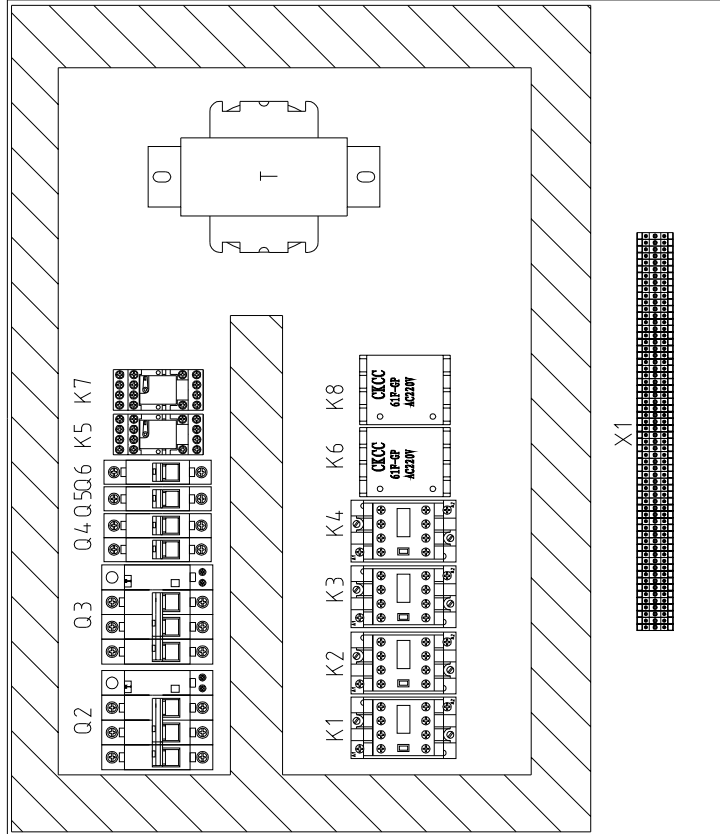 T
K7
K5
Q6
Q5
Q4
Q3
Q2
K8
CKCC
61F-GP
AC220V
K6
CKCC
61F-GP
AC220V
K4
K3
K2
K1
X1